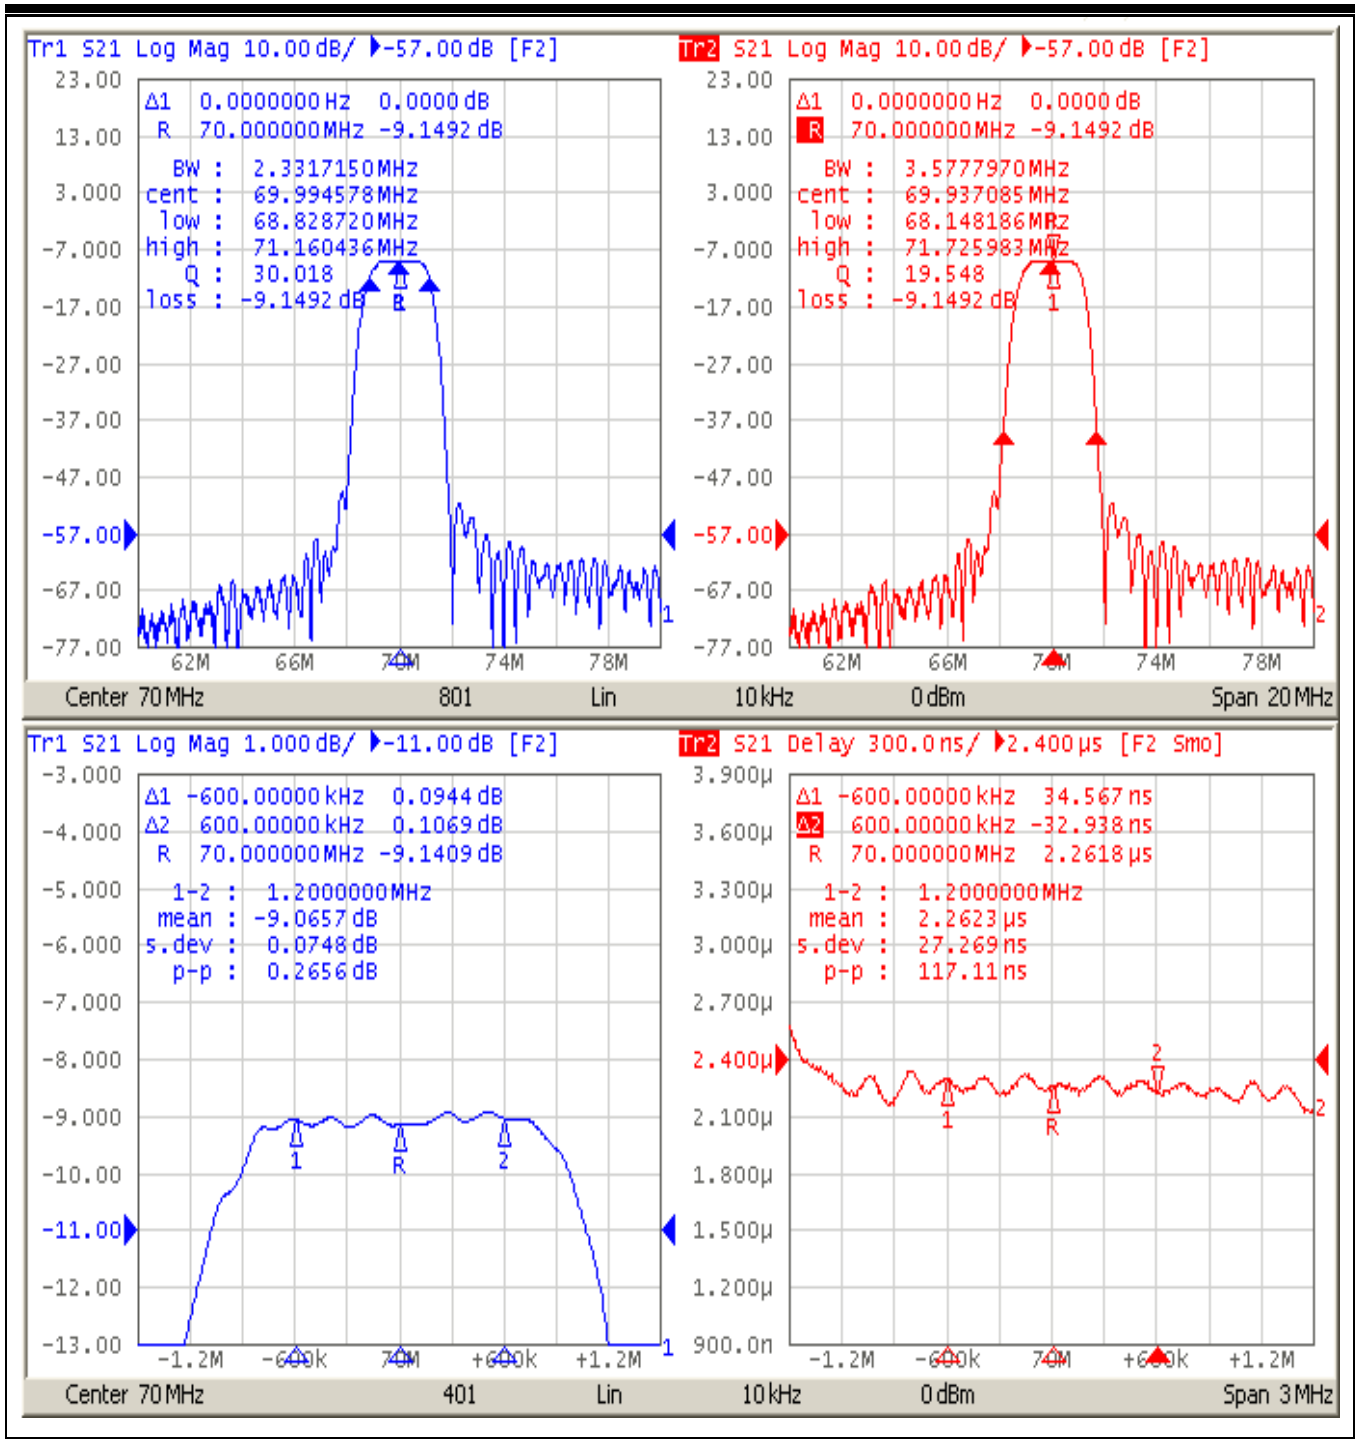 Tr1 S21 Log Mag 10.00dB/ ▶-57.00dB [F2]
23.00
13.00
3.000
-7.000
-17.00
-27.00
-37.00
-47.00
-57.00
-67.00
-77.00
Δ1 0.0000000Hz 0.0000dB
R 70.000000MHz -9.1492dB
BW : 2.3317150MHz
cent : 69.994578MHz
low : 68.828720MHz
high : 71.160436MHz
Q : 30.018
loss : -9.1492dB
R
1
62M 66M 70M 74M 78M
Tr2 S21 Log Mag 10.00dB/ ▶-57.00dB [F2]
23.00
13.00
3.000
-7.000
-17.00
-27.00
-37.00
-47.00
-57.00
-67.00
-77.00
Δ1 0.0000000Hz 0.0000dB
R 70.000000MHz -9.1492dB
BW : 3.5777970MHz
cent : 69.937085MHz
low : 68.148186MHz
high : 71.725983MHz
Q : 19.548
loss : -9.1492dB
R
1
2
62M 66M 70M 74M 78M
Center 70MHz 801 Lin 10kHz 0dBm Span 20MHz
Tr1 S21 Log Mag 1.000dB/ ▶-11.00dB [F2]
-3.000
-4.000
-5.000
-6.000
-7.000
-8.000
-9.000
-10.00
-11.00
-12.00
-13.00
Δ1 -600.00000kHz 0.0944dB
Δ2 600.00000kHz 0.1069dB
R 70.000000MHz -9.1409dB
1-2 : 1.2000000MHz
mean : -9.0657dB
s.dev : 0.0748dB
p-p : 0.2656dB
1 R 2
1
-1.2M -600k 70M +600k +1.2M
Tr2 S21 Delay 300.0ns/ ▶2.400µs [F2 Smo]
3.900µ
3.600µ
3.300µ
3.000µ
2.700µ
2.400µ
2.100µ
1.800µ
1.500µ
1.200µ
900.0n
Δ1 -600.00000kHz 34.567ns
Δ2 600.00000kHz -32.938ns
R 70.000000MHz 2.2618µs
1-2 : 1.2000000MHz
mean : 2.2623µs
s.dev : 27.269ns
p-p : 117.11ns
1 R 2
2
-1.2M -600k 70M +600k +1.2M
Center 70MHz 401 Lin 10kHz 0dBm Span 3MHz